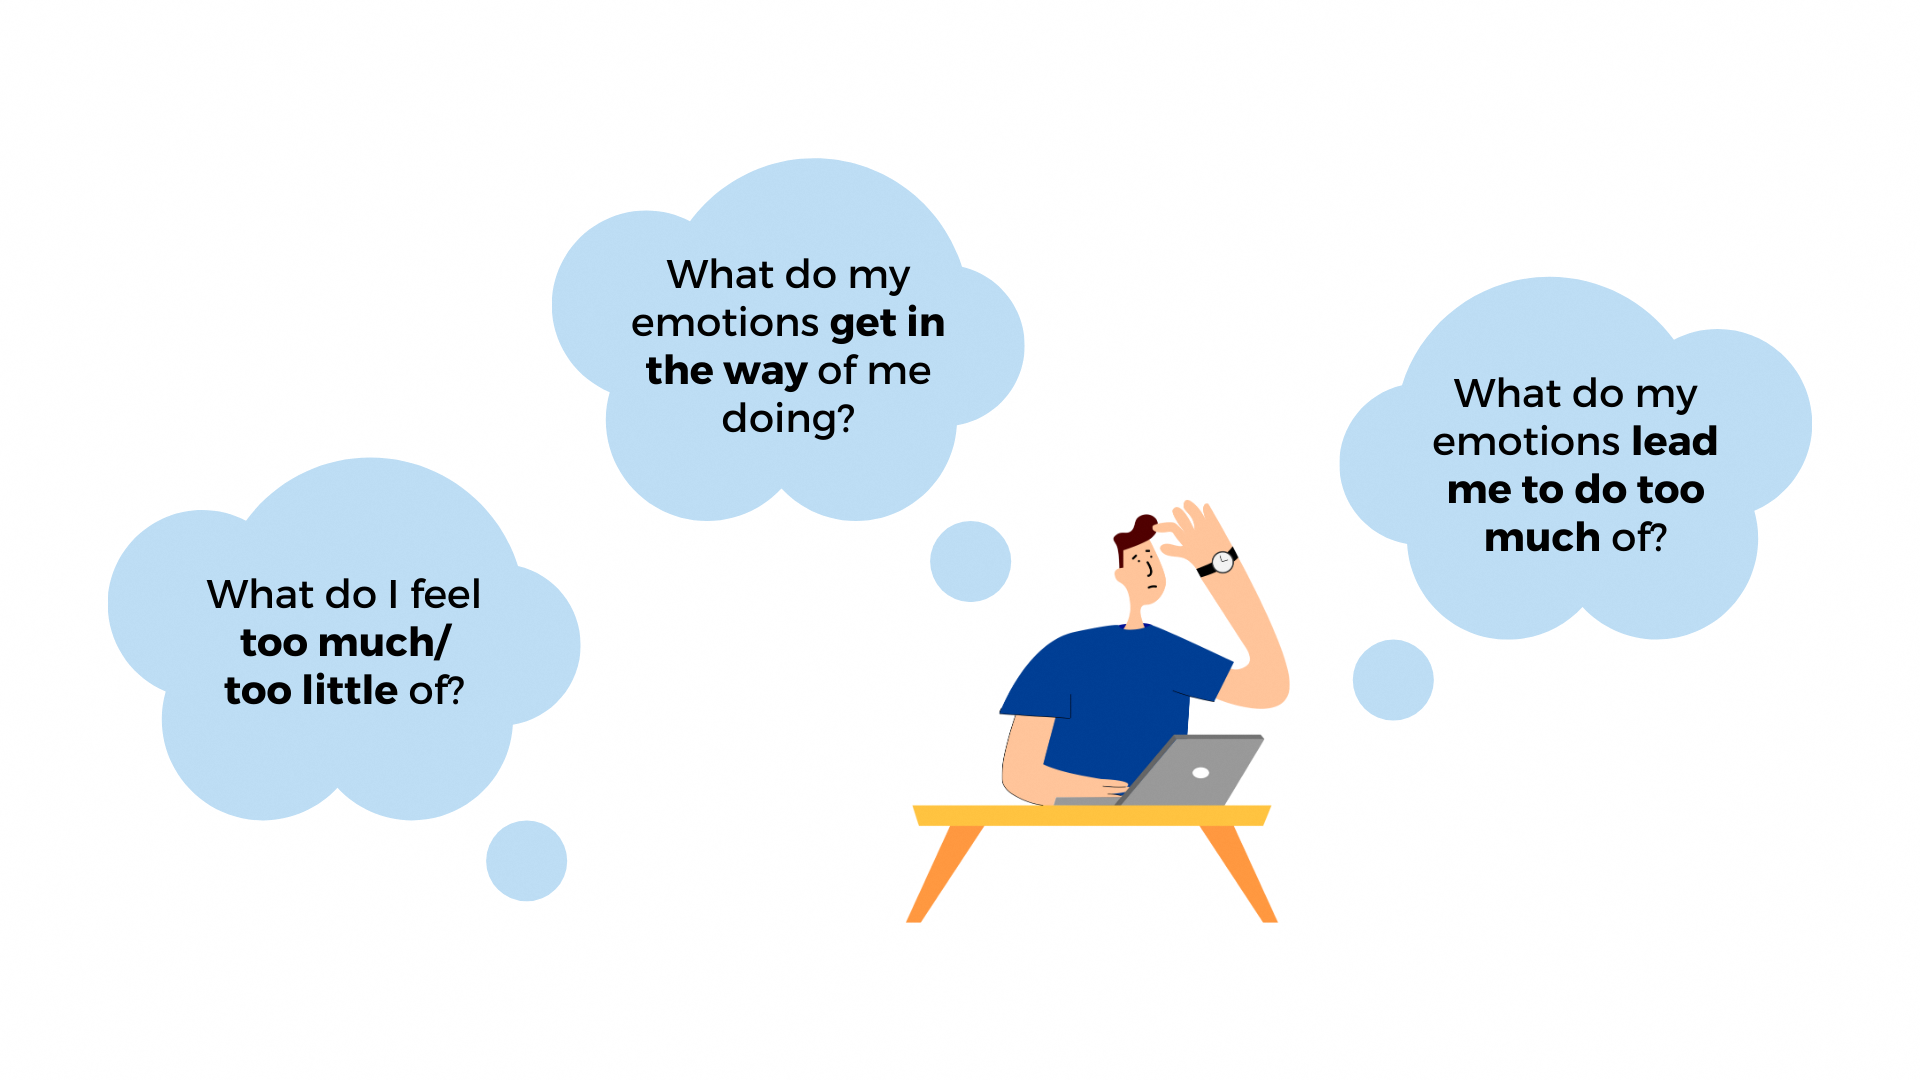 What do I feel
too much/
too little of?
What do my
emotions get in
the way of me
doing?
What do my
emotions lead
me to do too
much of?